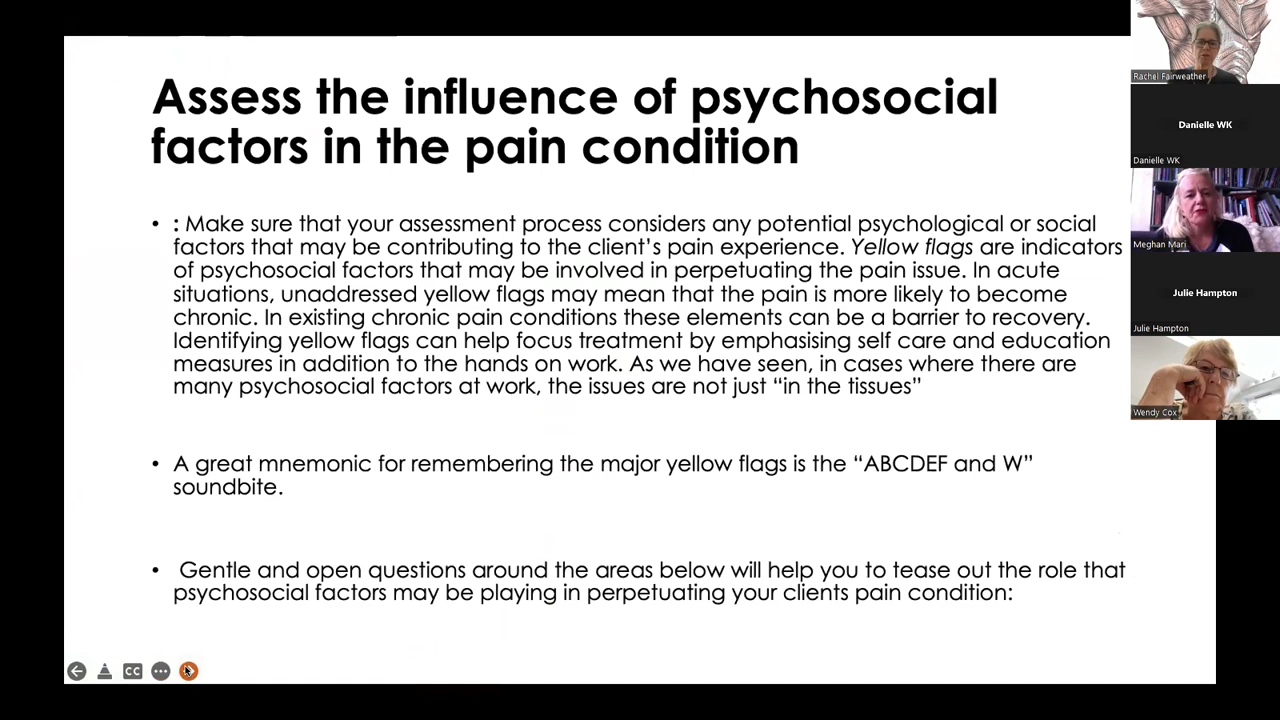 Assess the influence of psychosocial
factors in the pain condition
• : Make sure that your assessment process considers any potential psychological or social
factors that may be contributing to the client’s pain experience. Yellow flags are indicators
of psychosocial factors that may be involved in perpetuating the pain issue. In acute
situations, unaddressed yellow flags may mean that the pain is more likely to become
chronic. In existing chronic pain conditions these elements can be a barrier to recovery.
Identifying yellow flags can help focus treatment by emphasising self care and education
measures in addition to the hands on work. As we have seen, in cases where there are
many psychosocial factors at work, the issues are not just “in the tissues”
• A great mnemonic for remembering the major yellow flags is the “ABCDEF and W”
soundbite.
• Gentle and open questions around the areas below will help you to tease out the role that
psychosocial factors may be playing in perpetuating your clients pain condition:
CC
Rachel Fairweather
Danielle WK
Danielle WK
Meghan Mari
Julie Hampton
Julie Hampton
Wendy Cox